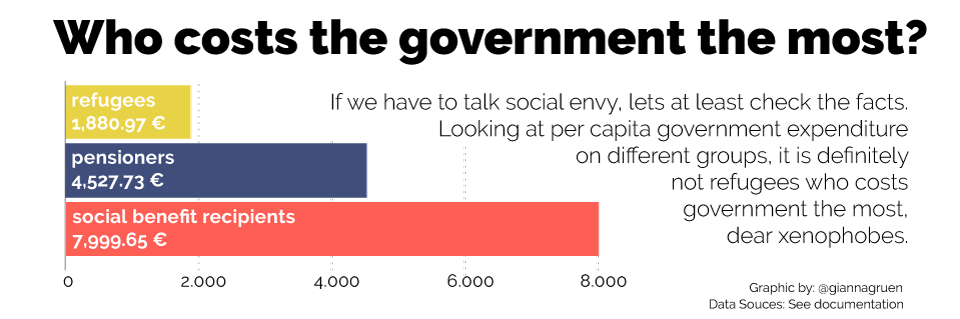 Who costs the government the most?
refugees
1,880.97 €
pensioners
4,527.73 €
social benefit recipients
7,999.65 €
If we have to talk social envy, lets at least check the facts.
Looking at per capita government expenditure
on different groups, it is definitely
not refugees who costs
government the most,
dear xenophobes.
0 2.000 4.000 6.000 8.000
Graphic by: @giannagruen
Data Souces: See documentation